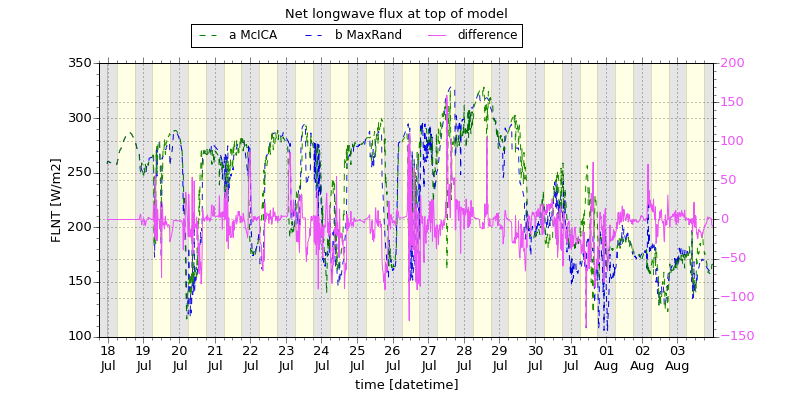 Net longwave flux at top of model
a McICA b MaxRand difference
350
300
250
200
150
100
FLNT [W/m2]
200
150
100
50
0
−50
−100
−150
18 19 20 21 22 23 24 25 26 27 28 29 30 31 01 02 03
Jul Jul Jul Jul Jul Jul Jul Jul Jul Jul Jul Jul Jul Jul Aug Aug Aug
time [datetime]